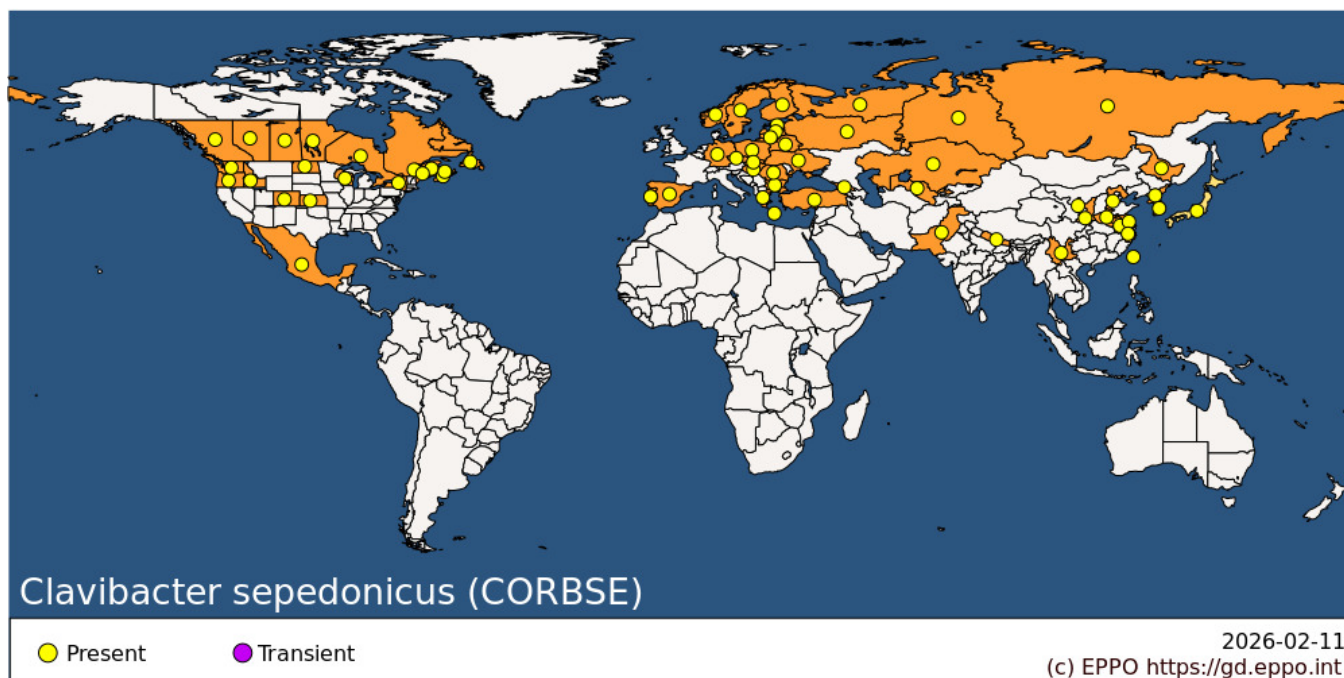 Clavibacter sepedonicus (CORBSE)
Present
Transient
2026-02-11
(c) EPPO https://gd.eppo.int